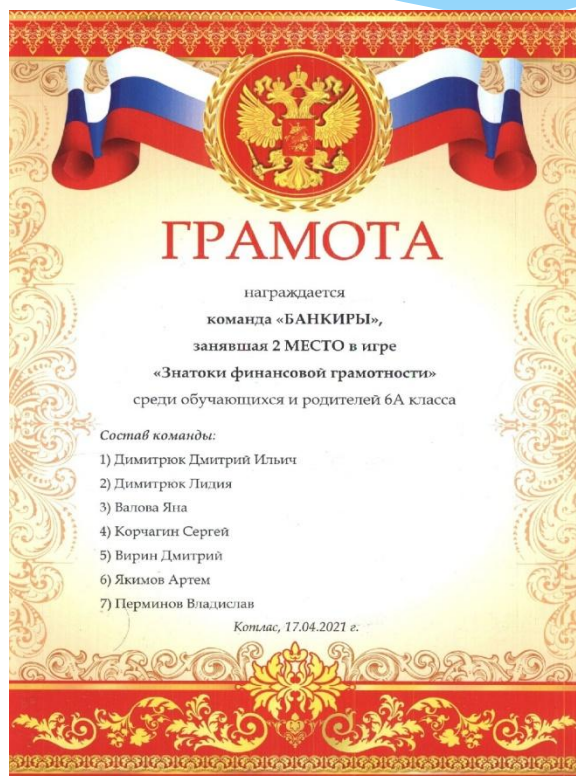 ГРАМОТА
награждается
команда «БАНКИРЫ»,
занявшая 2 МЕСТО в игре
«Знатоки финансовой грамотности»
среди обучающихся и родителей 6А класса
Состав команды:
1) Димитрюк Дмитрий Ильич
2) Димитрюк Лидия
3) Валова Яна
4) Корчагин Сергей
5) Вирин Дмитрий
6) Якимов Артем
7) Перминов Владислав
Котлас, 17.04.2021 г.